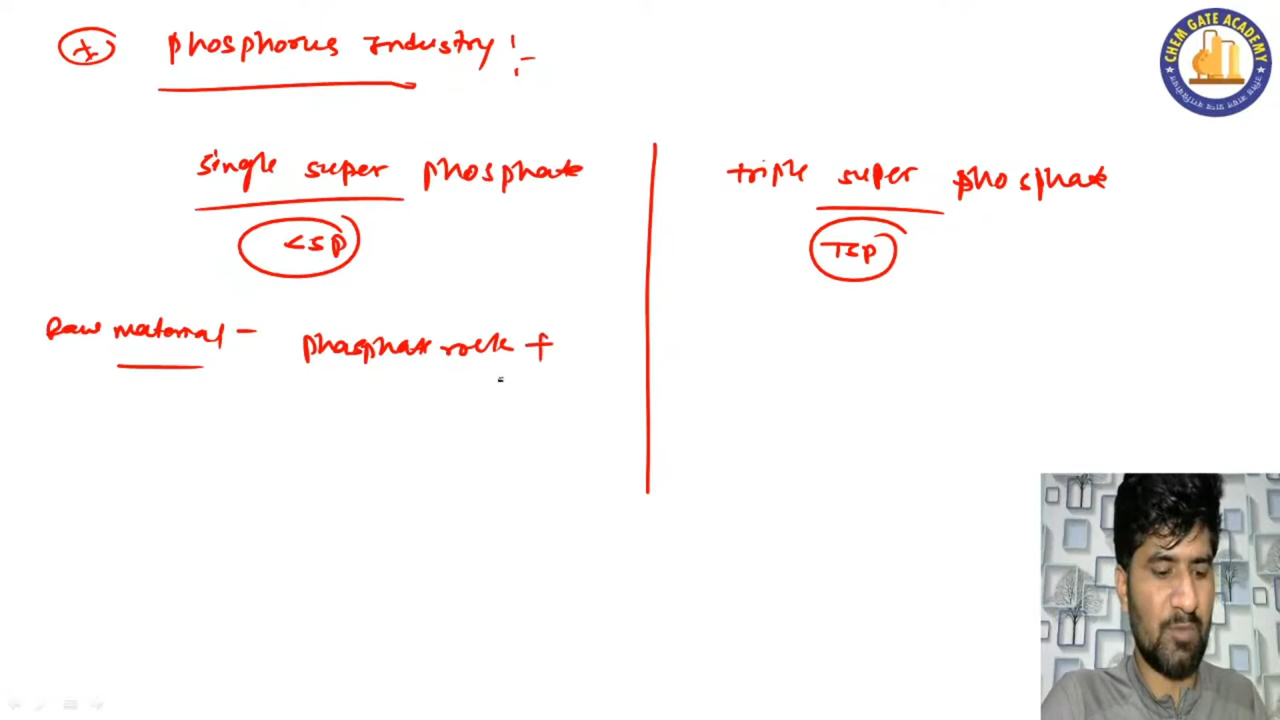 phosphorus Industry :-
single super phosphate
SSP
Raw material - phosphate rock +
triple super phosphate
TSP
CHEM GATE ACADEMY